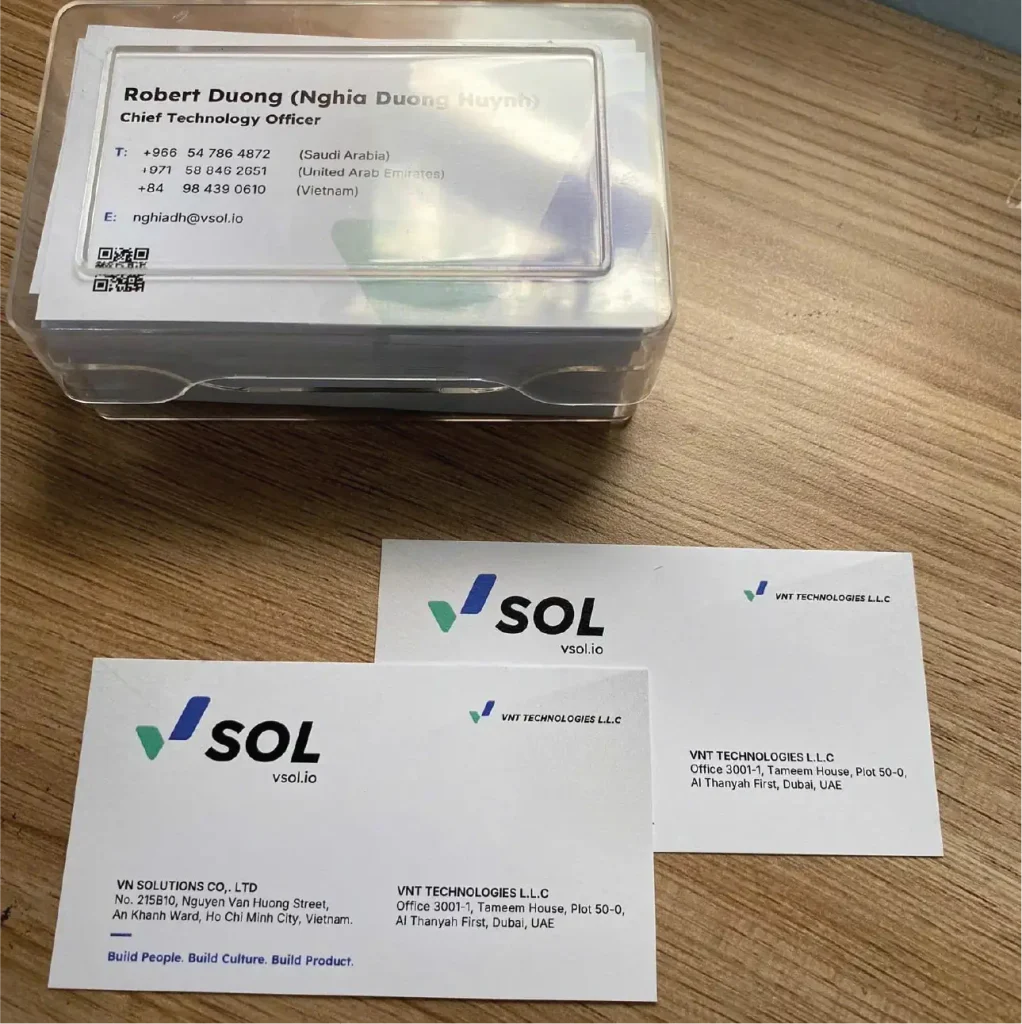 Robert Duong (Nghia Duong Huynh)
Chief Technology Officer
T: +966 54 786 4872 (Saudi Arabia)
+971 58 846 2651 (United Arab Emirates)
+84 98 439 0610 (Vietnam)
E: nghiadh@vsol.io
SOL
vsol.io
VNT TECHNOLOGIES L.L.C
VNT TECHNOLOGIES L.L.C
Office 3001-1, Tameem House, Plot 50-0,
Al Thanyah First, Dubai, UAE
SOL
vsol.io
VNT TECHNOLOGIES L.L.C
VN SOLUTIONS CO,. LTD
No. 215B10, Nguyen Van Huong Street,
An Khanh Ward, Ho Chi Minh City, Vietnam.
Build People. Build Culture. Build Product.
VNT TECHNOLOGIES L.L.C
Office 3001-1, Tameem House, Plot 50-0,
Al Thanyah First, Dubai, UAE